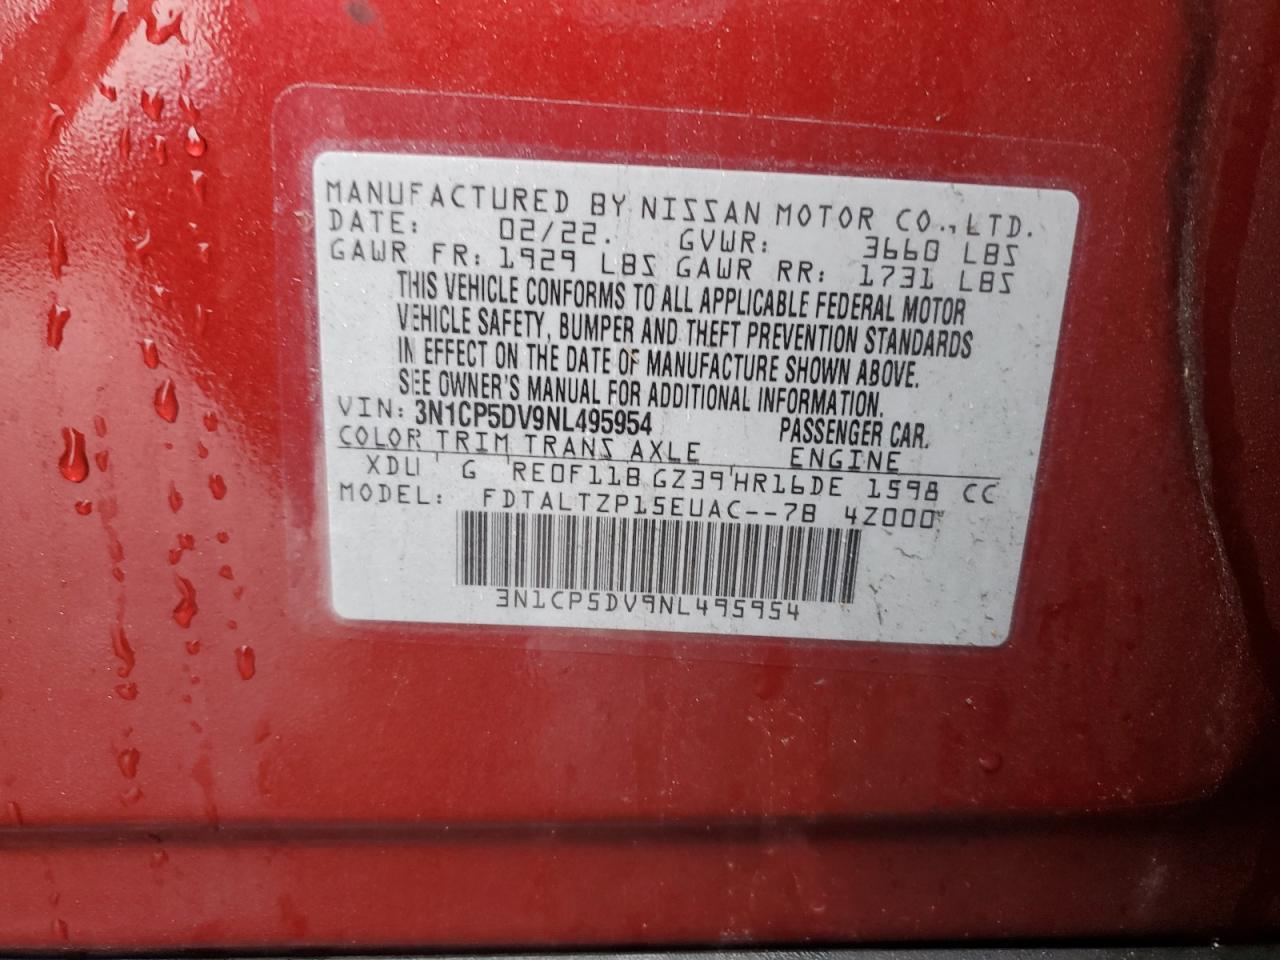 MANUFACTURED BY NISSAN MOTOR CO., LTD.
DATE: 02/22. GVWR: 3660 LBS
GAWR FR: 1929 LBS GAWR RR: 1731 LBS
THIS VEHICLE CONFORMS TO ALL APPLICABLE FEDERAL MOTOR
VEHICLE SAFETY, BUMPER AND THEFT PREVENTION STANDARDS
IN EFFECT ON THE DATE OF MANUFACTURE SHOWN ABOVE.
SEE OWNER'S MANUAL FOR ADDITIONAL INFORMATION.
VIN: 3N1CP5DV9NL495954 PASSENGER CAR.
COLOR TRIM TRANS AXLE ENGINE
XDU G RE0F11B GZ39 HR16DE 1598 CC
MODEL: FDTALTZP15EUAC--7B 4Z000
3N1CP5DV9NL495954